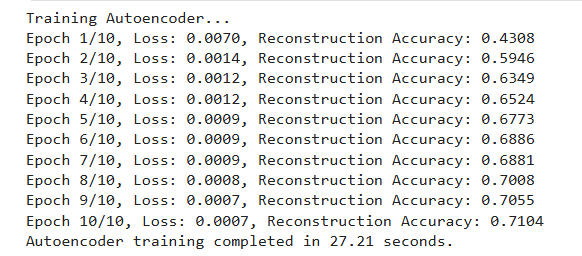 Training Autoencoder...
Epoch 1/10, Loss: 0.0070, Reconstruction Accuracy: 0.4308
Epoch 2/10, Loss: 0.0014, Reconstruction Accuracy: 0.5946
Epoch 3/10, Loss: 0.0012, Reconstruction Accuracy: 0.6349
Epoch 4/10, Loss: 0.0012, Reconstruction Accuracy: 0.6524
Epoch 5/10, Loss: 0.0009, Reconstruction Accuracy: 0.6773
Epoch 6/10, Loss: 0.0009, Reconstruction Accuracy: 0.6886
Epoch 7/10, Loss: 0.0009, Reconstruction Accuracy: 0.6881
Epoch 8/10, Loss: 0.0008, Reconstruction Accuracy: 0.7008
Epoch 9/10, Loss: 0.0007, Reconstruction Accuracy: 0.7055
Epoch 10/10, Loss: 0.0007, Reconstruction Accuracy: 0.7104
Autoencoder training completed in 27.21 seconds.